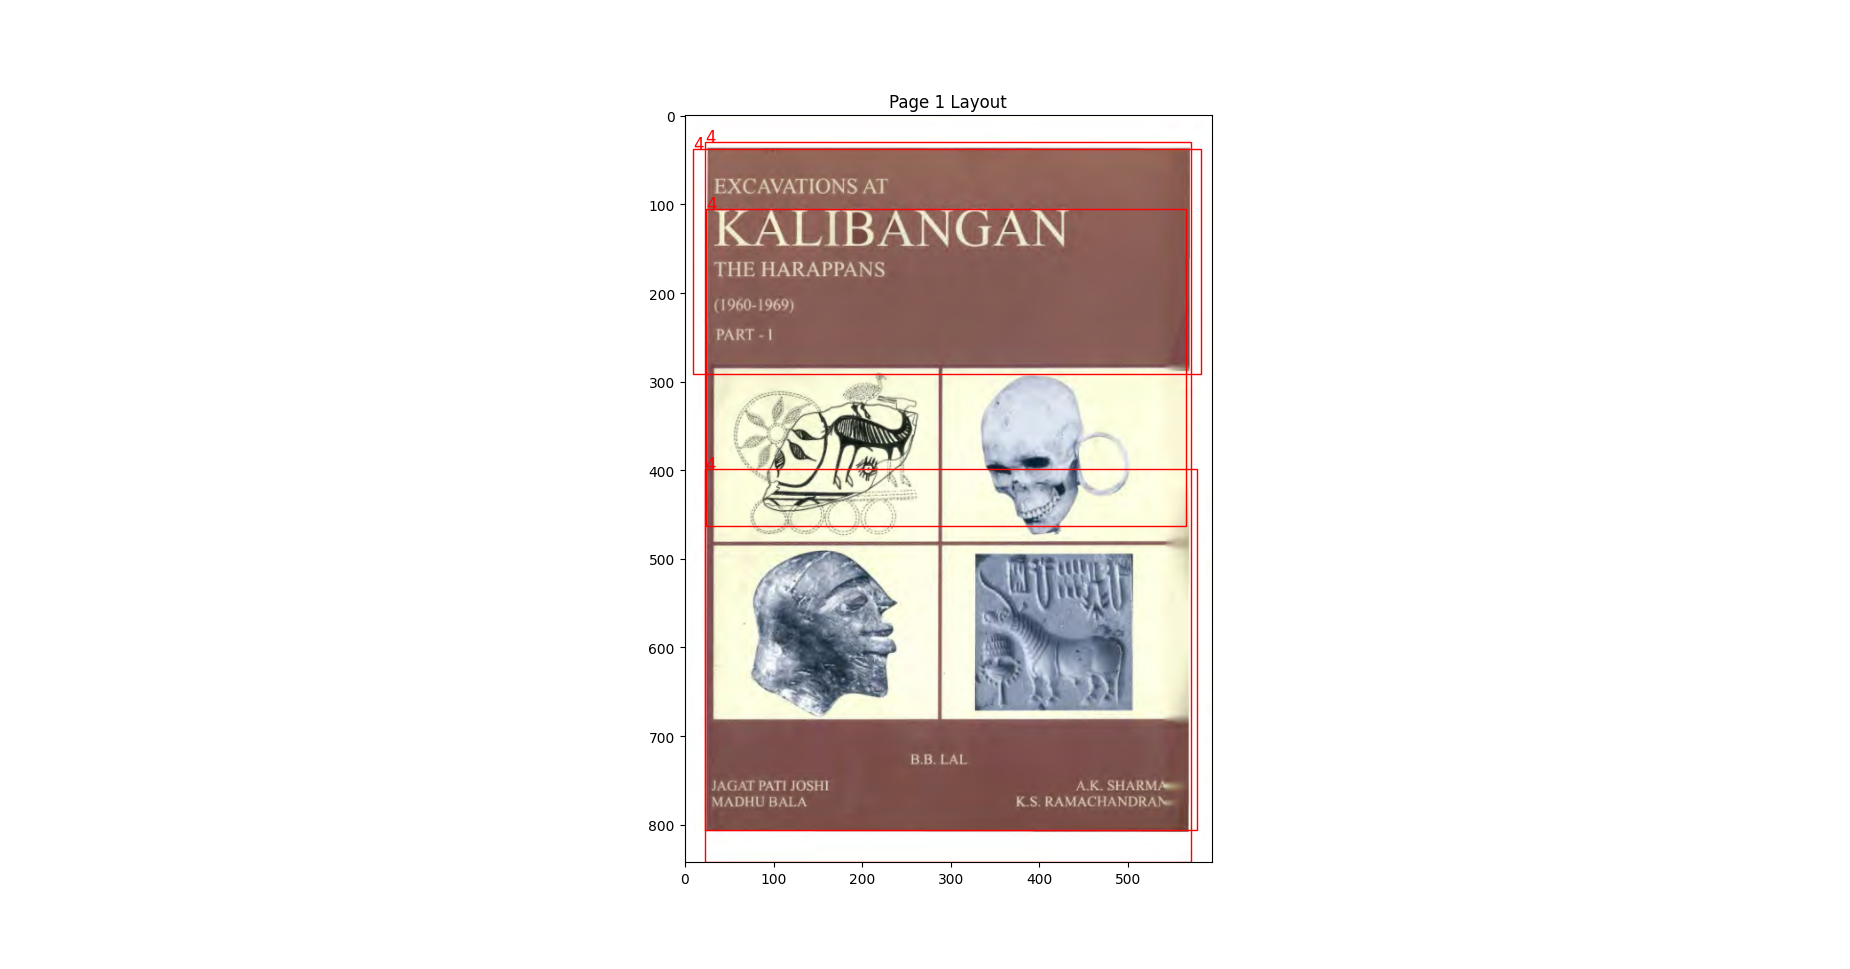 Page 1 Layout
4
4
EXCAVATIONS AT
4
KALIBANGAN
THE HARAPPANS
(1960-1969)
PART - I
4
B.B. LAL
JAGAT PATI JOSHI
MADHU BALA
A.K. SHARMA
K.S. RAMACHANDRAN
0
100
200
300
400
500
600
700
800
0 100 200 300 400 500